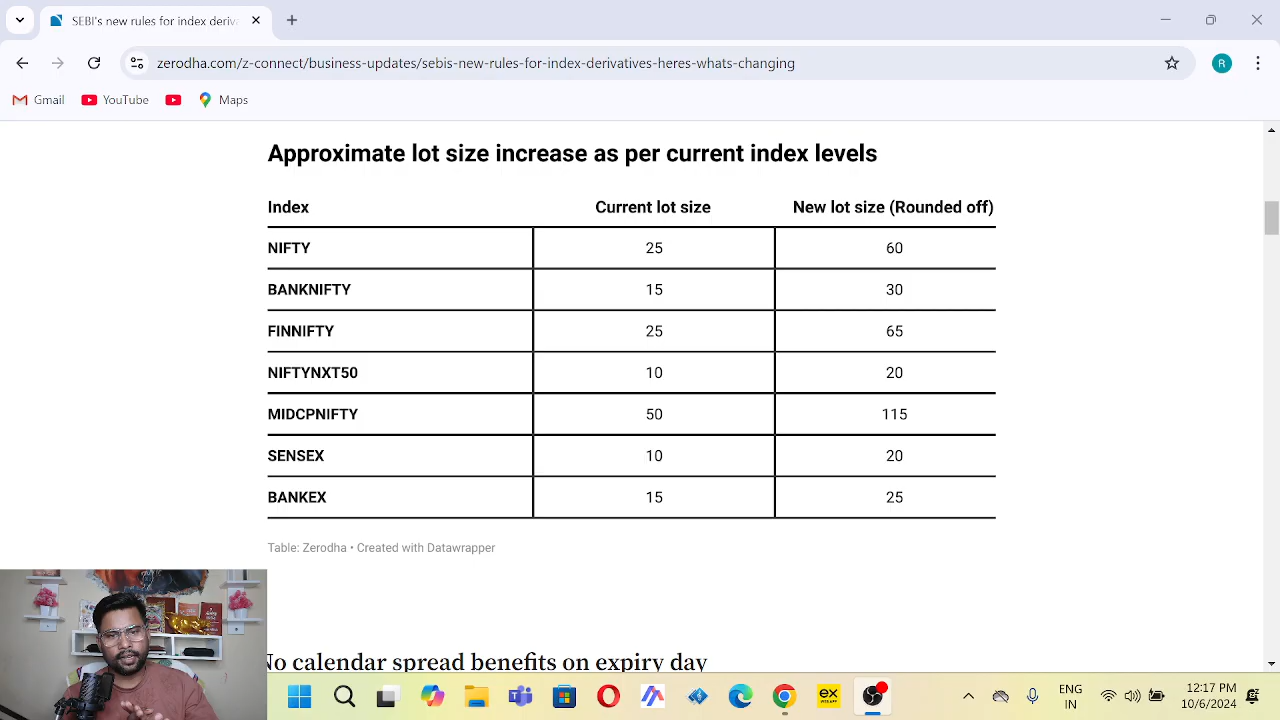 SEBI's new rules for index deriv
zerodha.com/z-connect/business-updates/sebis-new-rules-for-index-derivatives-heres-whats-changing
R
Gmail YouTube Maps
Approximate lot size increase as per current index levels
Index Current lot size New lot size (Rounded off)
NIFTY 25 60
BANKNIFTY 15 30
FINNIFTY 25 65
NIFTYNXT50 10 20
MIDCPNIFTY 50 115
SENSEX 10 20
BANKEX 15 25
Table: Zerodha • Created with Datawrapper
No calendar spread benefits on expiry day
ENG
IN
12:17 PM
10/6/2024